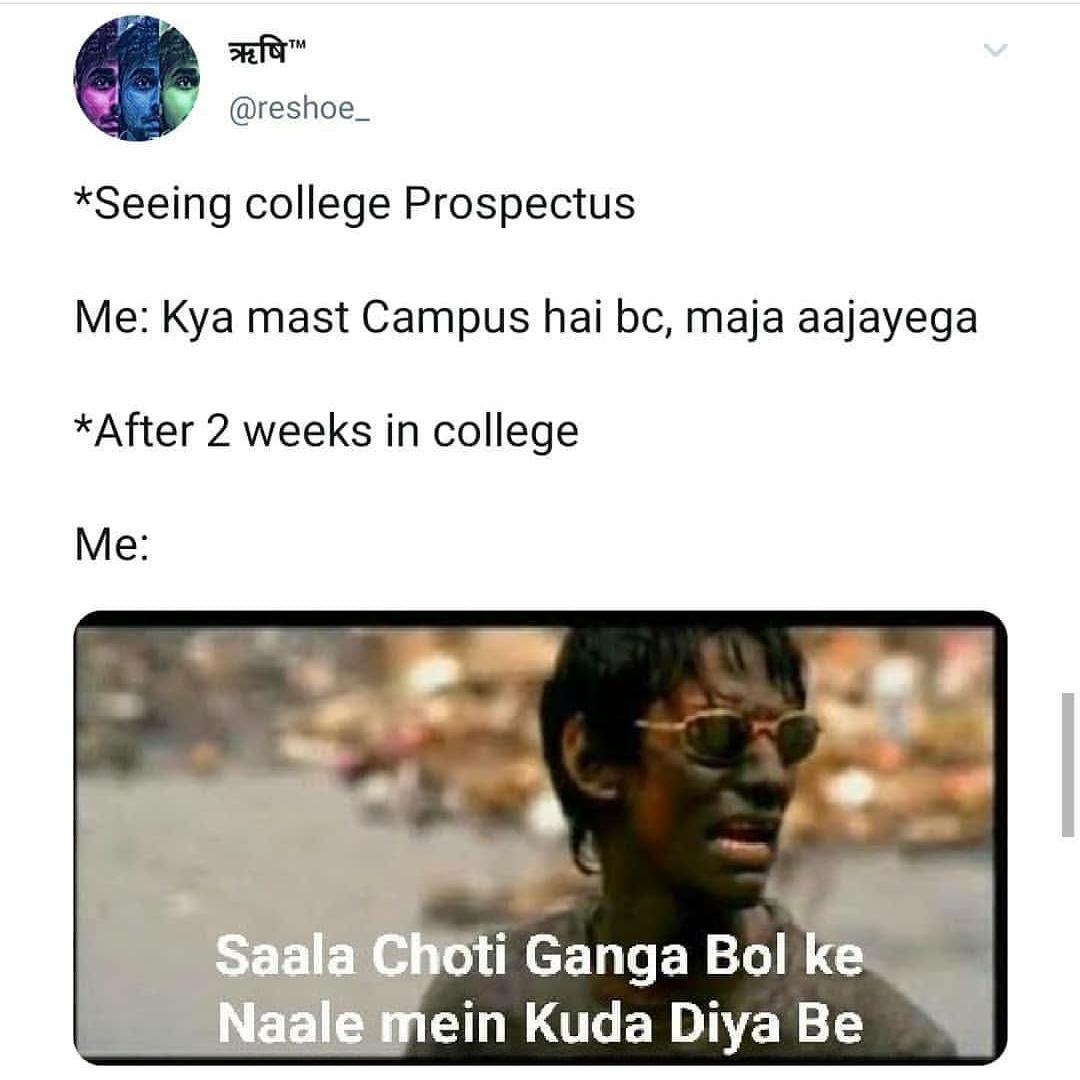 ऋषि™
@reshoe_
*Seeing college Prospectus
Me: Kya mast Campus hai bc, maja aajayega
*After 2 weeks in college
Me:
Saala Choti Ganga Bol ke
Naale mein Kuda Diya Be